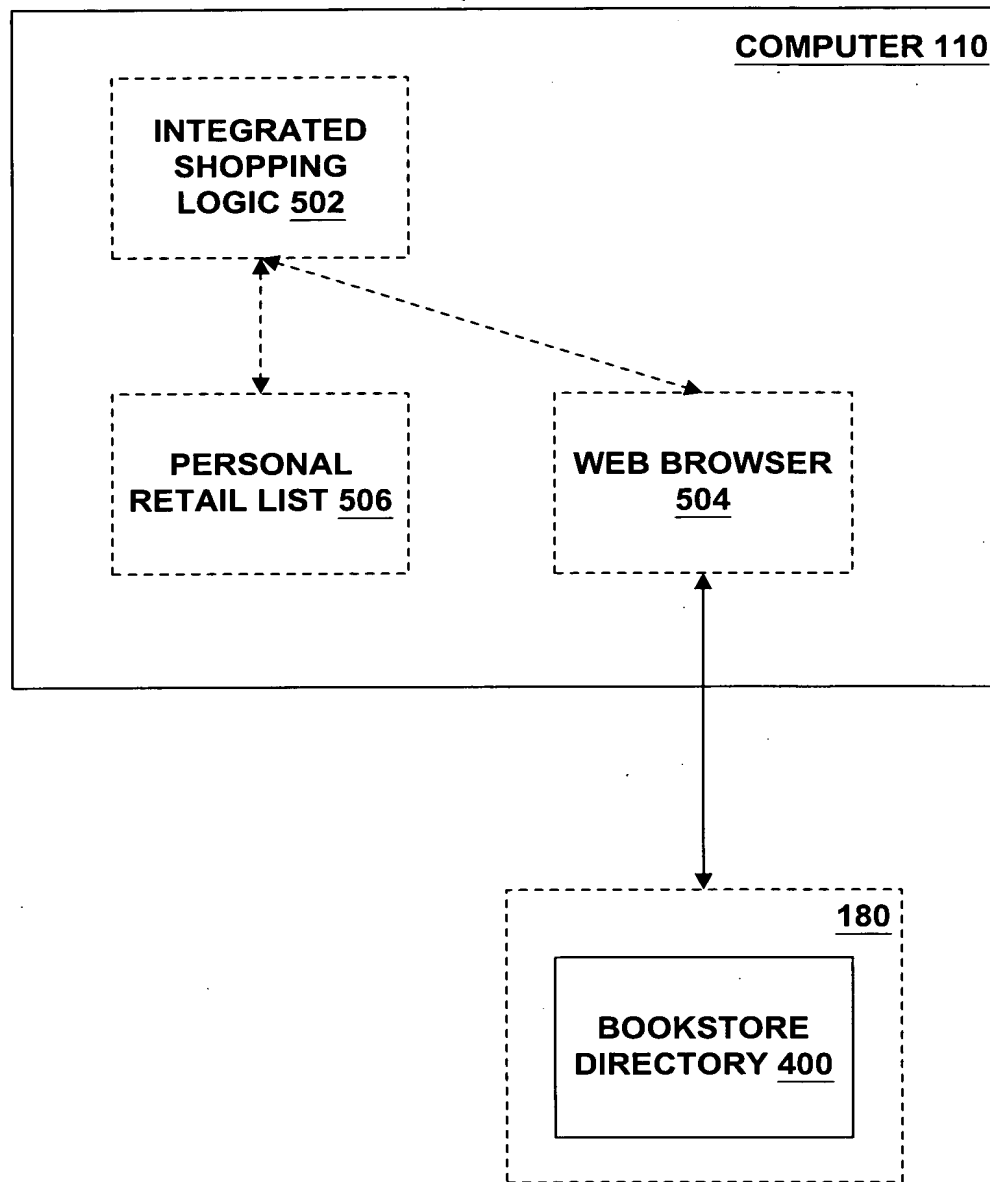 COMPUTER 110
INTEGRATED
SHOPPING
LOGIC 502
PERSONAL
RETAIL LIST 506
WEB BROWSER
504
180
BOOKSTORE
DIRECTORY 400